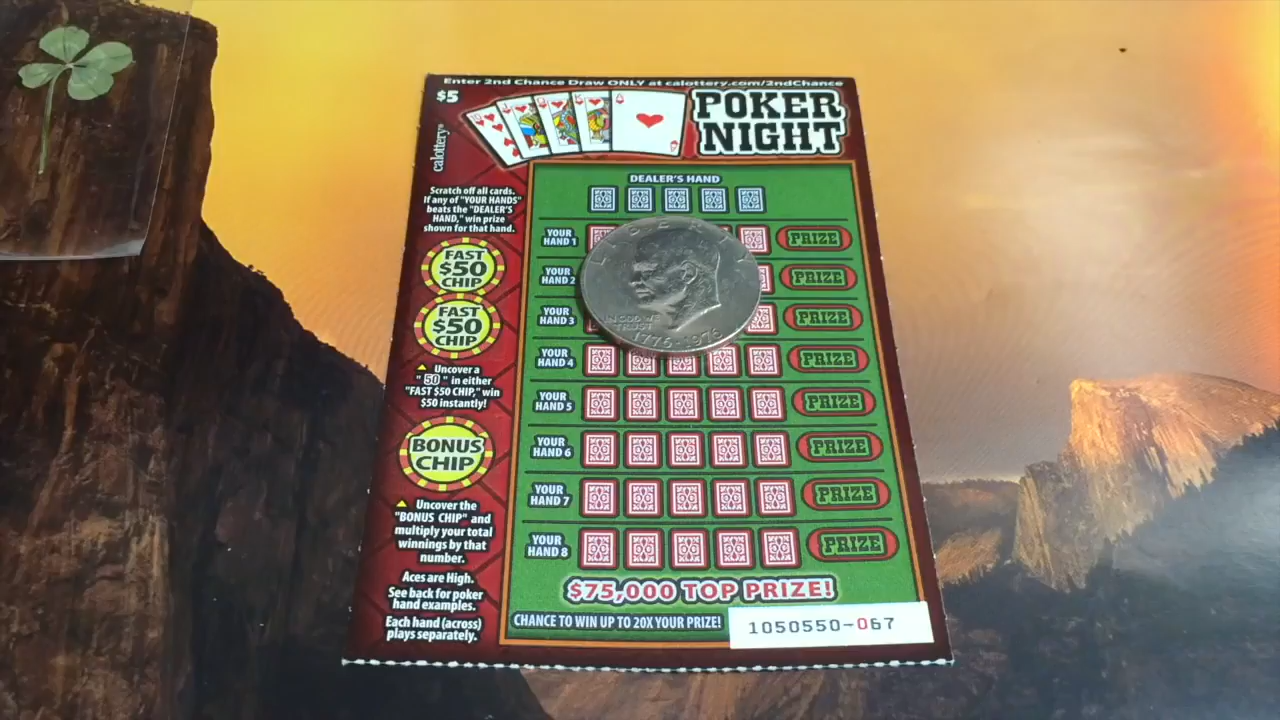 Enter 2nd Chance Draw ONLY at calottery.com/2ndChance
$5
calottery
POKER
NIGHT
Scratch off all cards.
If any of "YOUR HANDS"
beats the "DEALER'S
HAND," win prize
shown for that hand.
FAST
$50
CHIP
FAST
$50
CHIP
Uncover a
"50" in either
"FAST $50 CHIP," win
$50 instantly!
BONUS
CHIP
Uncover the
"BONUS CHIP" and
multiply your total
winnings by that
number.
Aces are High.
See back for poker
hand examples.
Each hand (across)
plays separately.
DEALER'S HAND
YOUR
HAND 1
PRIZE
YOUR
HAND 2
PRIZE
YOUR
HAND 3
PRIZE
YOUR
HAND 4
PRIZE
YOUR
HAND 5
PRIZE
YOUR
HAND 6
PRIZE
YOUR
HAND 7
PRIZE
YOUR
HAND 8
PRIZE
LIBERTY
IN GOD WE
TRUST
1776-1976
$75,000 TOP PRIZE!
CHANCE TO WIN UP TO 20X YOUR PRIZE!
1050550-067